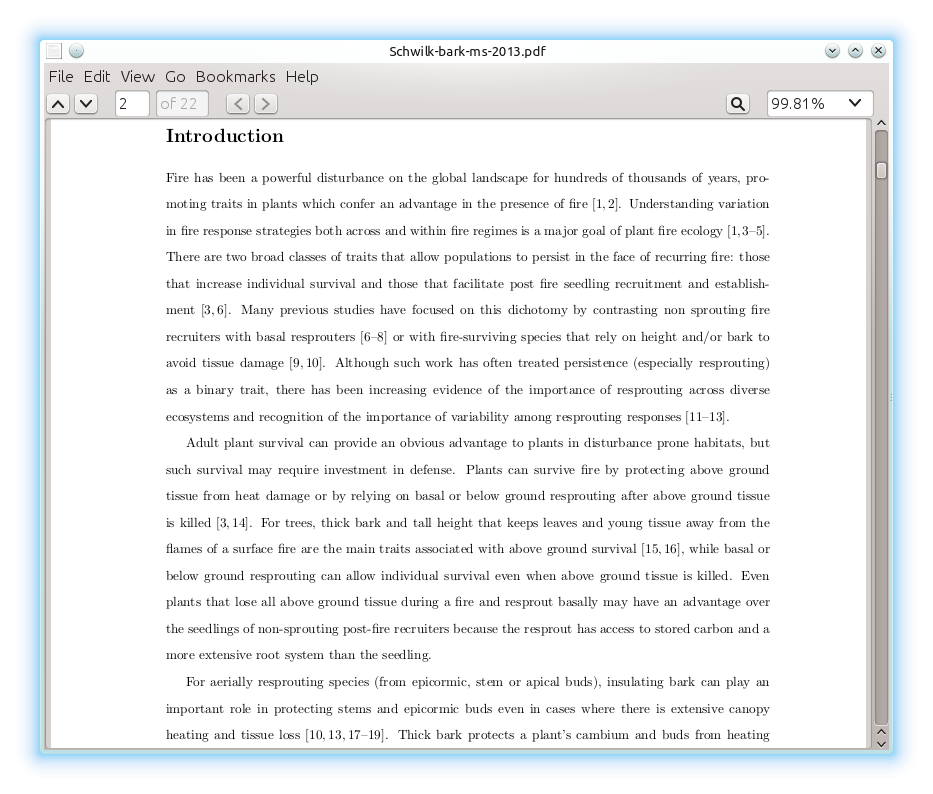 Schwilk-bark-ms-2013.pdf
File Edit View Go Bookmarks Help
2 of 22 99.81%
Introduction
Fire has been a powerful disturbance on the global landscape for hundreds of thousands of years, pro-
moting traits in plants which confer an advantage in the presence of fire [1, 2]. Understanding variation
in fire response strategies both across and within fire regimes is a major goal of plant fire ecology [1,3–5].
There are two broad classes of traits that allow populations to persist in the face of recurring fire: those
that increase individual survival and those that facilitate post fire seedling recruitment and establish-
ment [3, 6]. Many previous studies have focused on this dichotomy by contrasting non sprouting fire
recruiters with basal resprouters [6–8] or with fire-surviving species that rely on height and/or bark to
avoid tissue damage [9, 10]. Although such work has often treated persistence (especially resprouting)
as a binary trait, there has been increasing evidence of the importance of resprouting across diverse
ecosystems and recognition of the importance of variability among resprouting responses [11–13].
Adult plant survival can provide an obvious advantage to plants in disturbance prone habitats, but
such survival may require investment in defense. Plants can survive fire by protecting above ground
tissue from heat damage or by relying on basal or below ground resprouting after above ground tissue
is killed [3, 14]. For trees, thick bark and tall height that keeps leaves and young tissue away from the
flames of a surface fire are the main traits associated with above ground survival [15, 16], while basal or
below ground resprouting can allow individual survival even when above ground tissue is killed. Even
plants that lose all above ground tissue during a fire and resprout basally may have an advantage over
the seedlings of non-sprouting post-fire recruiters because the resprout has access to stored carbon and a
more extensive root system than the seedling.
For aerially resprouting species (from epicormic, stem or apical buds), insulating bark can play an
important role in protecting stems and epicormic buds even in cases where there is extensive canopy
heating and tissue loss [10, 13, 17–19]. Thick bark protects a plant's cambium and buds from heating